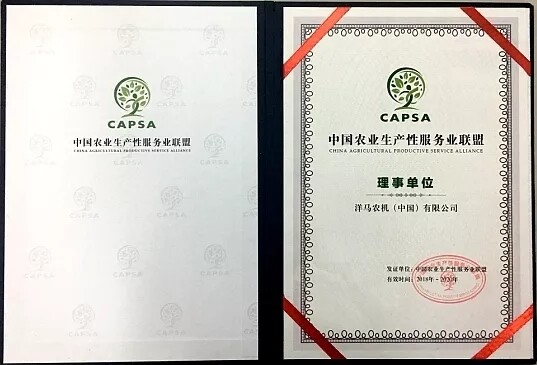 CAPSA
中国农业生产性服务业联盟
CHINA AGRICULTURAL PRODUCTIVE SERVICE ALLIANCE
CAPSA
中国农业生产性服务业联盟
CHINA AGRICULTURAL PRODUCTIVE SERVICE ALLIANCE
理事单位
洋马农机（中国）有限公司
发证单位：中国农业生产性服务业联盟
有效时间：2018年－2020年